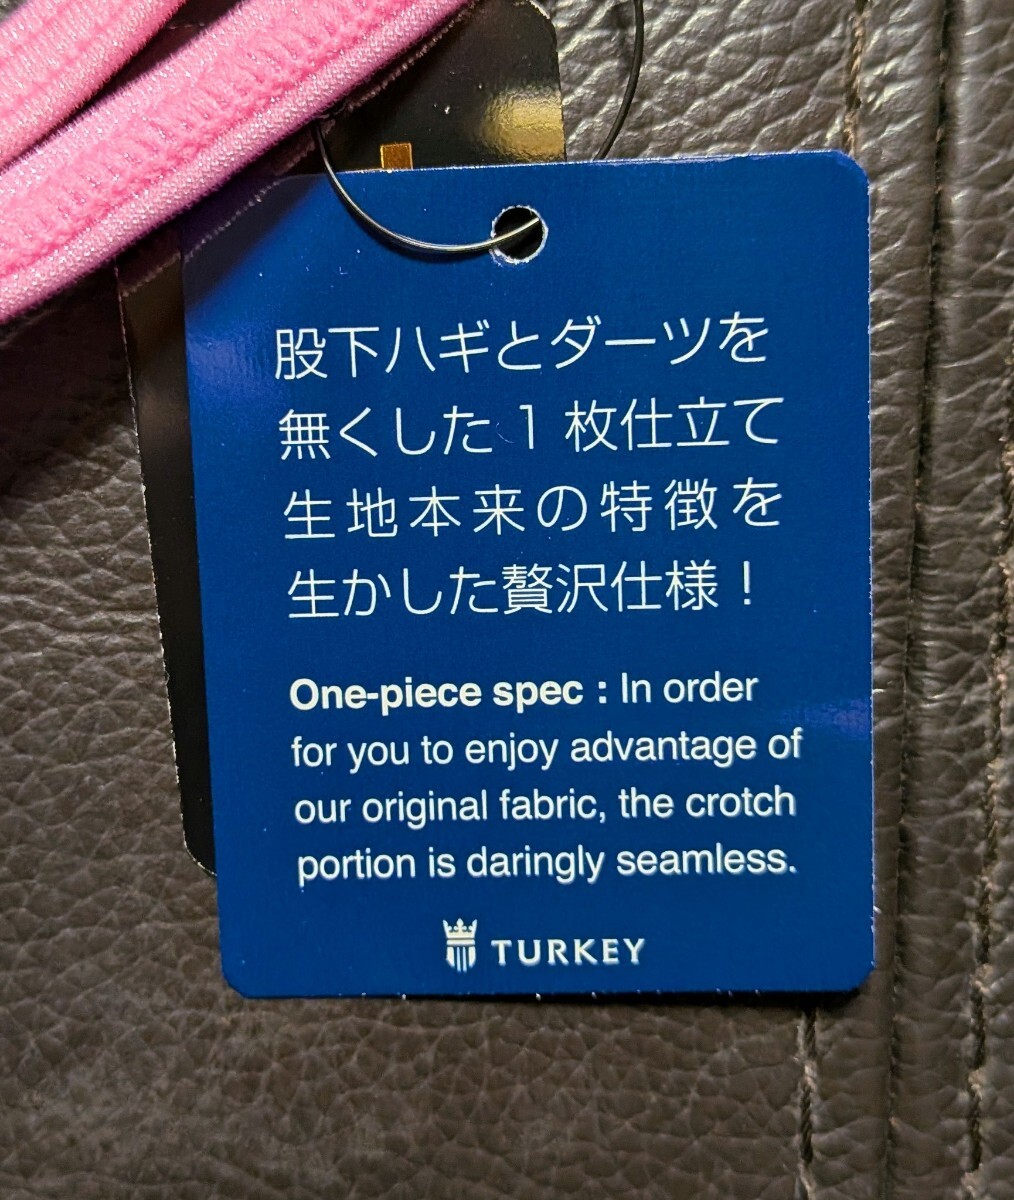 股下ハギとダーツを
無くした1枚仕立て
生地本来の特徴を
生かした贅沢仕様！
One-piece spec : In order
for you to enjoy advantage of
our original fabric, the crotch
portion is daringly seamless.
TURKEY